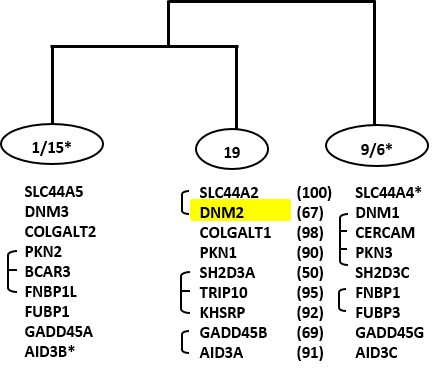 1/15* 19 9/6*
SLC44A5 SLC44A2 (100) SLC44A4*
DNM3 DNM2 (67) DNM1
COLGALT2 COLGALT1 (98) CERCAM
PKN2 PKN1 (90) PKN3
BCAR3 SH2D3A (50) SH2D3C
FNBP1L TRIP10 (95) FNBP1
FUBP1 KHSRP (92) FUBP3
GADD45A GADD45B (69) GADD45G
AID3B* AID3A (91) AID3C